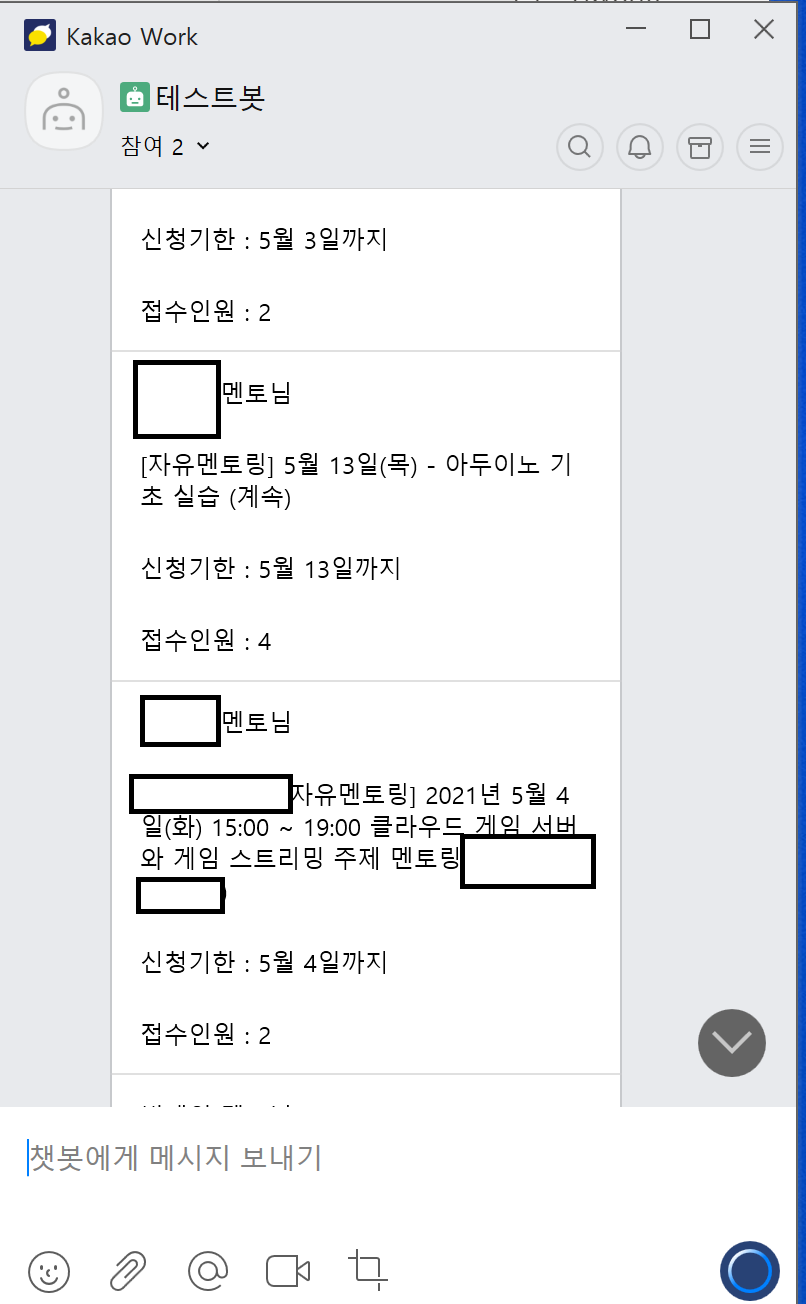 Kakao Work
테스트봇
참여 2
신청기한 : 5월 3일까지
접수인원 : 2
멘토님
[자유멘토링] 5월 13일(목) - 아두이노 기
초 실습 (계속)
신청기한 : 5월 13일까지
접수인원 : 4
멘토님
자유멘토링] 2021년 5월 4
일(화) 15:00 ~ 19:00 클라우드 게임 서버
와 게임 스트리밍 주제 멘토링
)
신청기한 : 5월 4일까지
접수인원 : 2
챗봇에게 메시지 보내기